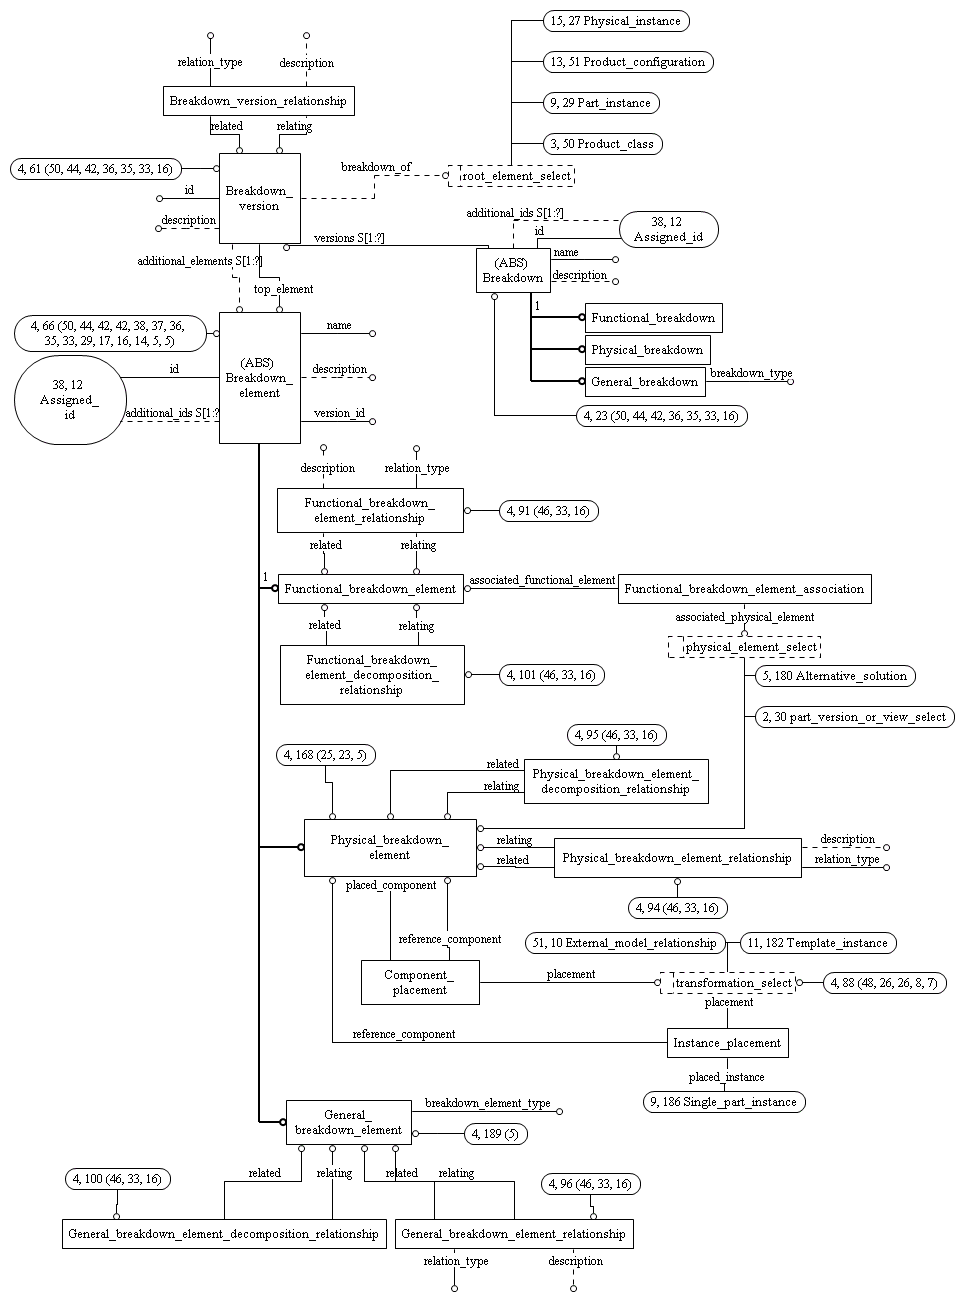 15, 27 Physical_instance
relation_type
description
13, 51 Product_configuration
Breakdown_version_relationship
9, 29 Part_instance
related
relating
3, 50 Product_class
4, 61 (50, 44, 42, 36, 35, 33, 16)
breakdown_of
root_element_select
id
Breakdown_
version
description
additional_ids S[1:?]
38, 12
Assigned_id
id
versions S[1:?]
name
(ABS)
Breakdown
description
additional_elements S[1:?]
top_element
1
Functional_breakdown
4, 66 (50, 44, 42, 42, 38, 37, 36,
35, 33, 29, 17, 16, 14, 5, 5)
name
Physical_breakdown
(ABS)
Breakdown_
element
id
description
General_breakdown
breakdown_type
38, 12
Assigned_
id
additional_ids S[1:?
version_id
4, 23 (50, 44, 42, 36, 35, 33, 16)
description
relation_type
Functional_breakdown_
element_relationship
4, 91 (46, 33, 16)
related
relating
1
Functional_breakdown_element
associated_functional_element
Functional_breakdown_element_association
related
relating
associated_physical_element
physical_element_select
Functional_breakdown_
element_decomposition_
relationship
4, 101 (46, 33, 16)
5, 180 Alternative_solution
2, 30 part_version_or_view_select
4, 168 (25, 23, 5)
4, 95 (46, 33, 16)
related
relating
Physical_breakdown_element_
decomposition_relationship
Physical_breakdown_
element
relating
related
Physical_breakdown_element_relationship
description
relation_type
placed_component
4, 94 (46, 33, 16)
reference_component
51, 10 External_model_relationship
11, 182 Template_instance
Component_
placement
placement
transformation_select
4, 88 (48, 26, 26, 8, 7)
placement
reference_component
Instance_placement
placed_instance
9, 186 Single_part_instance
General_
breakdown_element
breakdown_element_type
4, 189 (5)
4, 100 (46, 33, 16)
related
relating
related
relating
4, 96 (46, 33, 16)
General_breakdown_element_decomposition_relationship
General_breakdown_element_relationship
relation_type
description